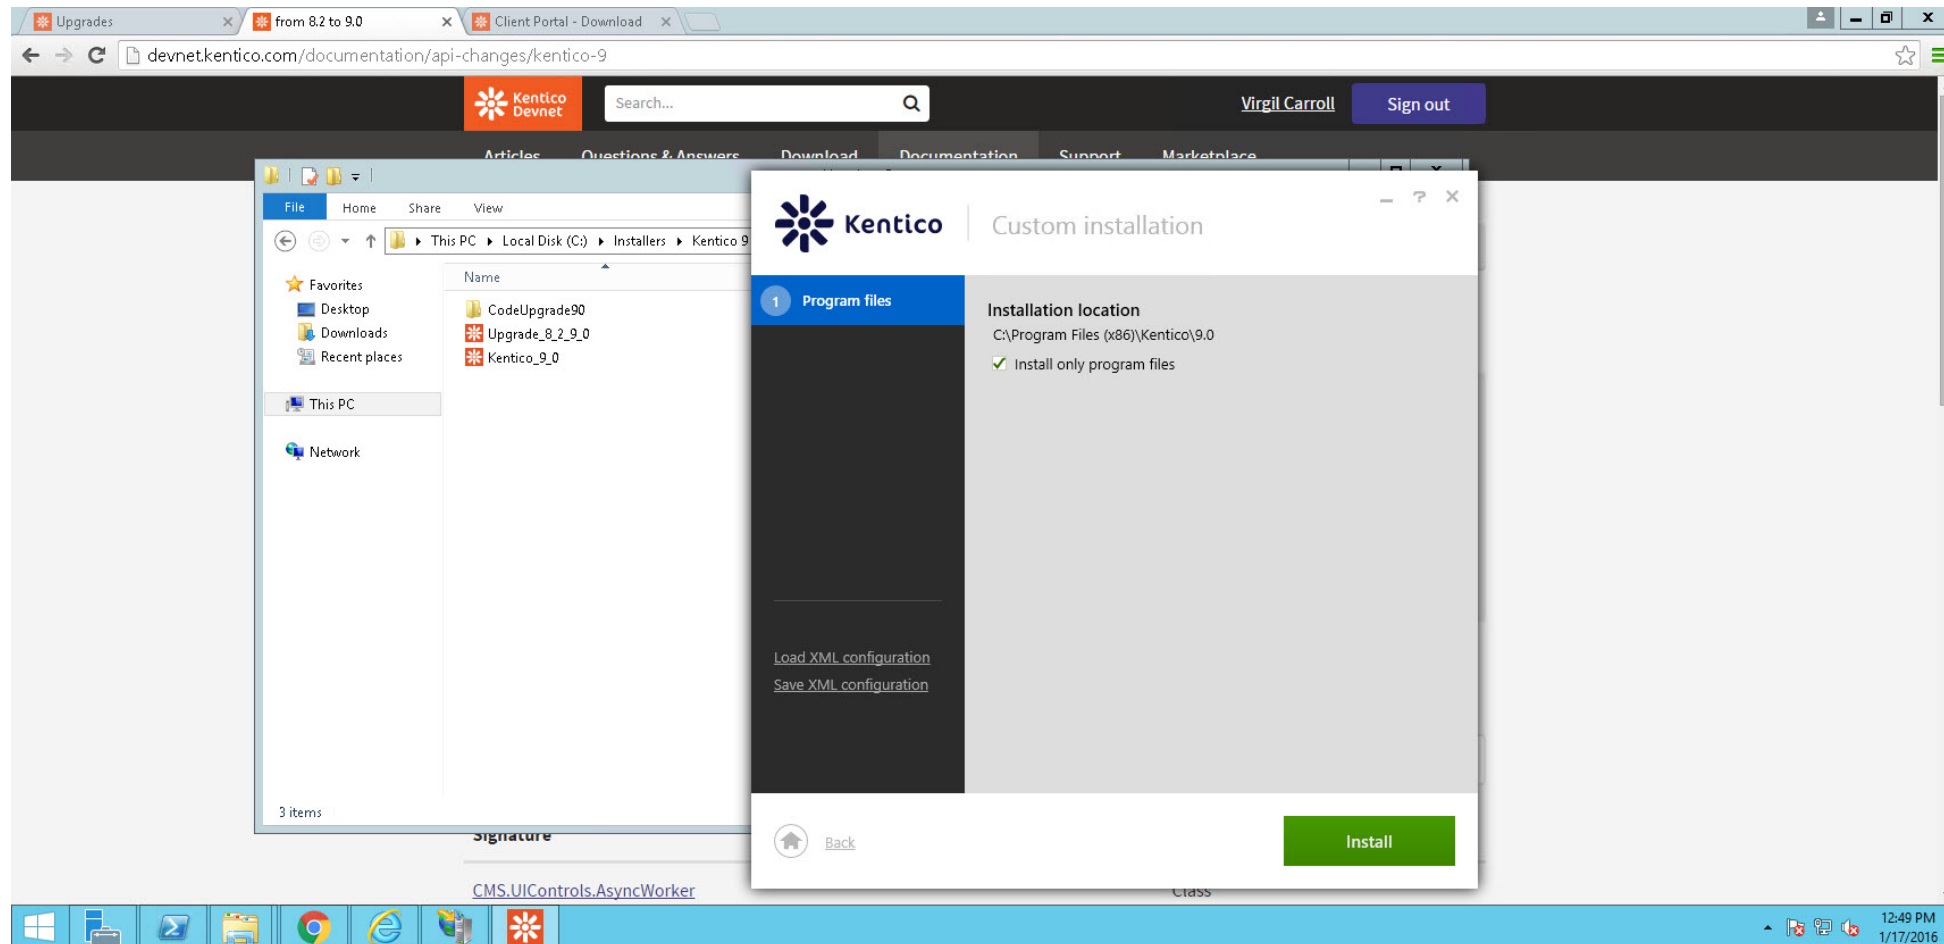 Upgrades
from 8.2 to 9.0
Client Portal - Download
devnet.kentico.com/documentation/api-changes/kentico-9
Kentico
Devnet
Search...
Virgil Carroll
Sign out
Articles Questions & Answers Download Documentation Support Marketplace
File Home Share View
This PC Local Disk (C:) Installers Kentico 9
Name
Favorites
Desktop
Downloads
Recent places
This PC
Network
CodeUpgrade90
Upgrade_8_2_9_0
Kentico_9_0
3 items
Kentico
Custom installation
1 Program files
Installation location
C:\Program Files (x86)\Kentico\9.0
Install only program files
Load XML configuration
Save XML configuration
Back
Install
Signature
CMS.UIControls.AsyncWorker
Class
12:49 PM
1/17/2016